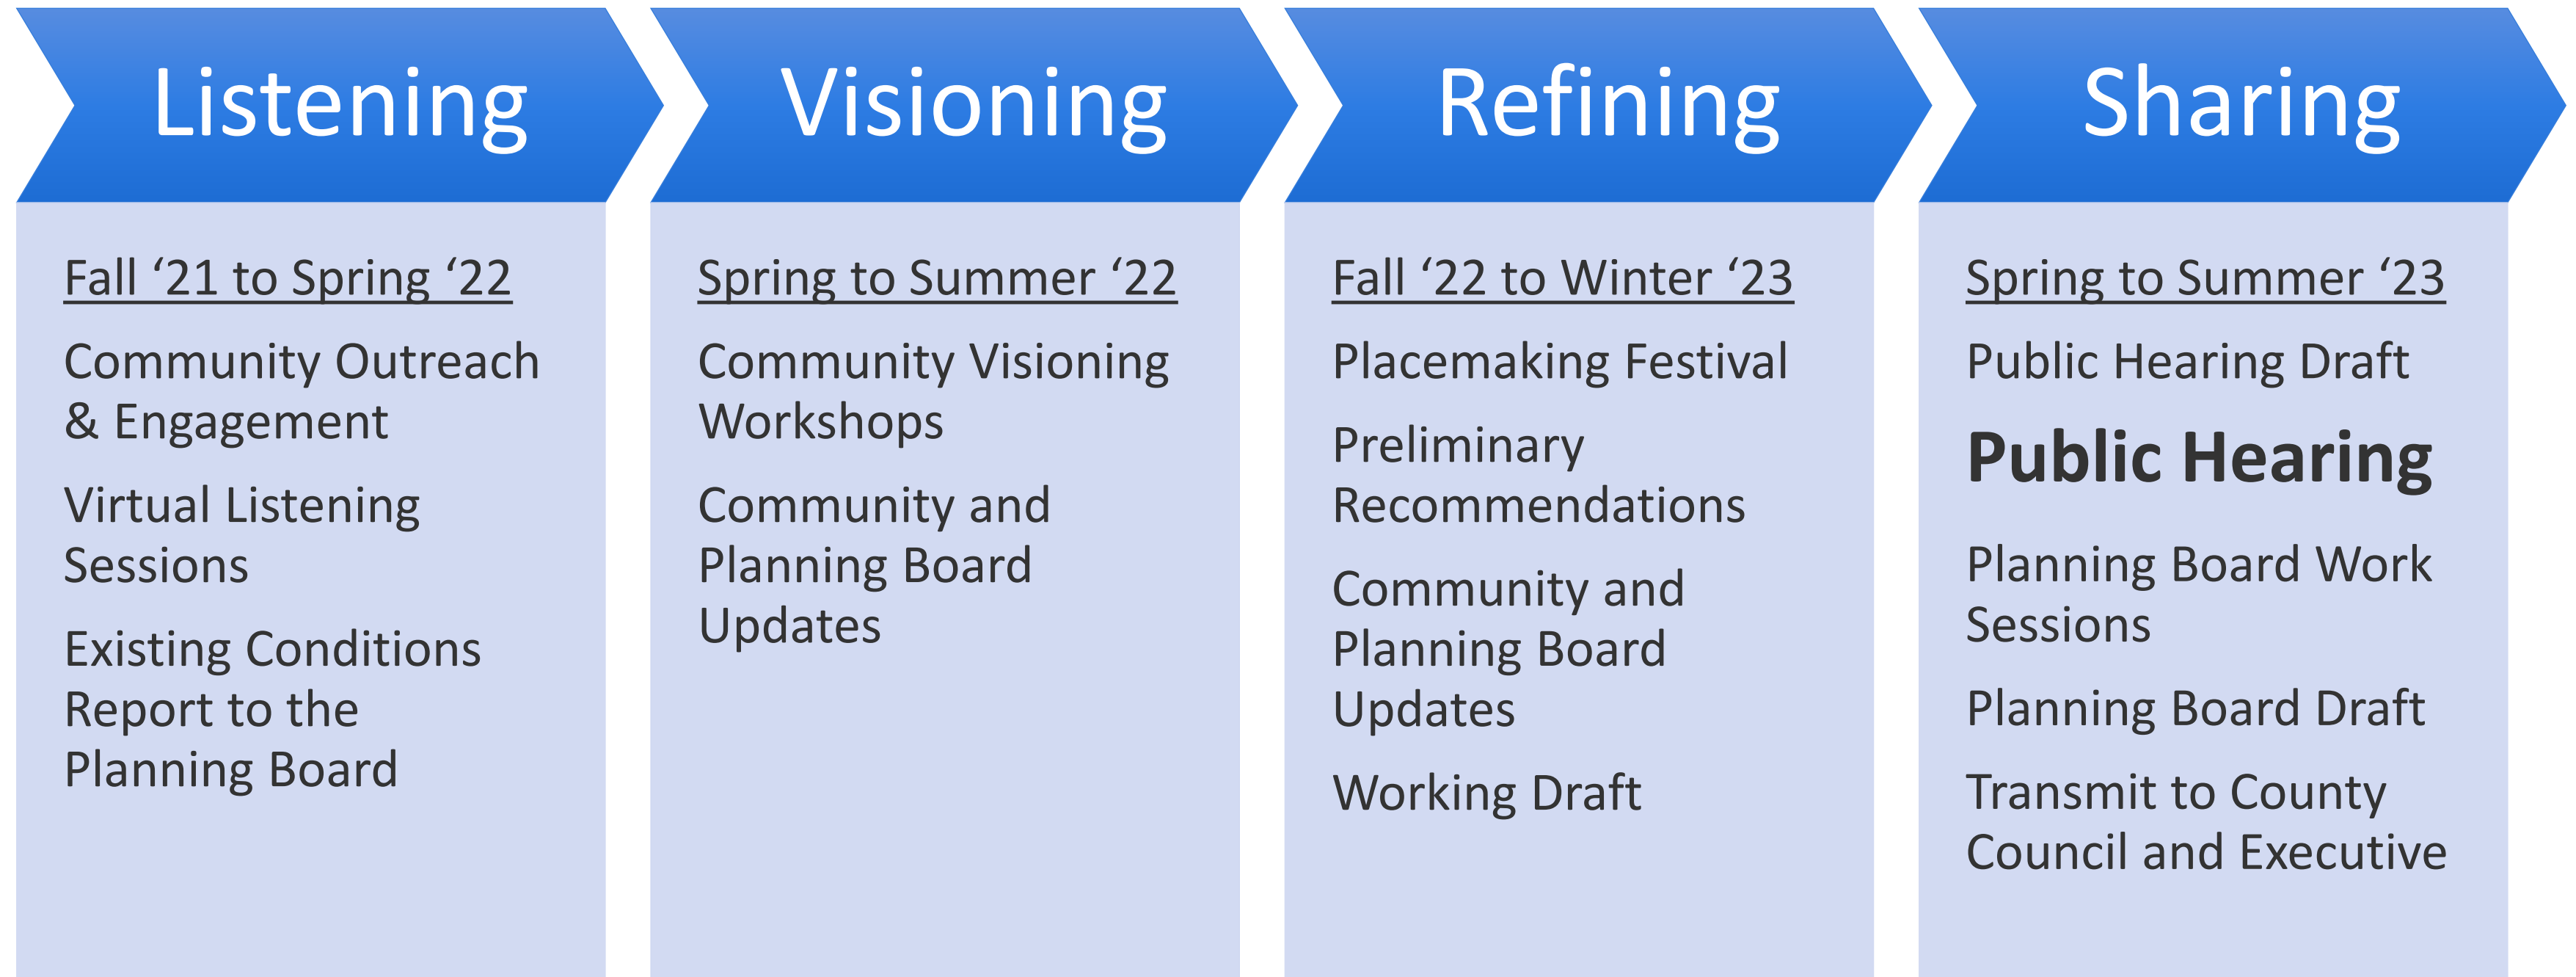 Listening
Fall ‘21 to Spring ‘22
Community Outreach
& Engagement
Virtual Listening
Sessions
Existing Conditions
Report to the
Planning Board
Visioning
Spring to Summer ‘22
Community Visioning
Workshops
Community and
Planning Board
Updates
Refining
Fall ‘22 to Winter ‘23
Placemaking Festival
Preliminary
Recommendations
Community and
Planning Board
Updates
Working Draft
Sharing
Spring to Summer ‘23
Public Hearing Draft
Public Hearing
Planning Board Work
Sessions
Planning Board Draft
Transmit to County
Council and Executive